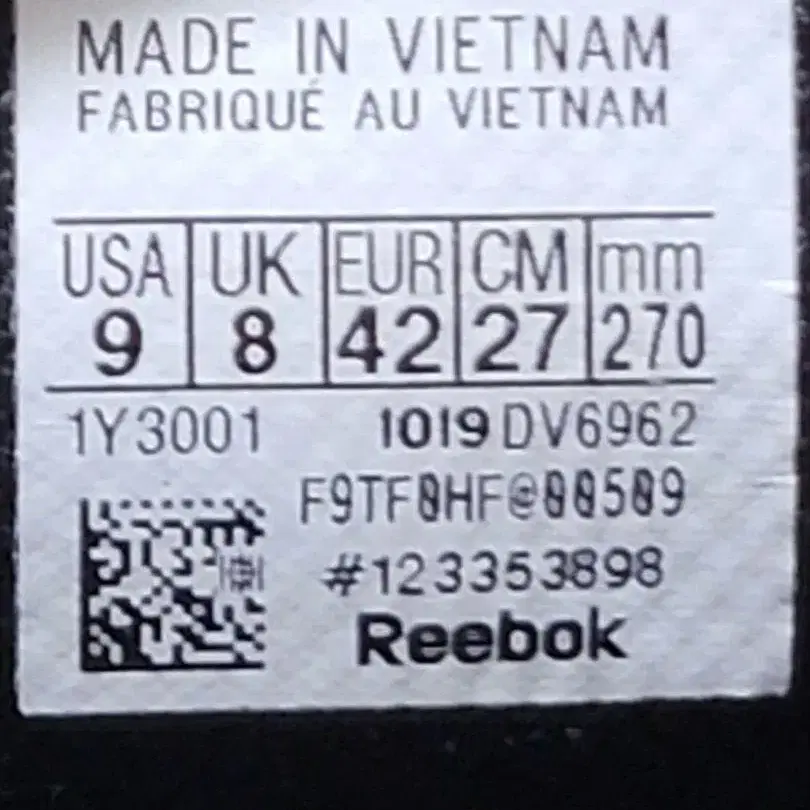 MADE IN VIETNAM
FABRIQUÉ AU VIETNAM
USA UK EUR CM mm
9 8 42 27 270
1Y3001 1019 DV6962
F9TF0HF@00509
#123353898
Reebok